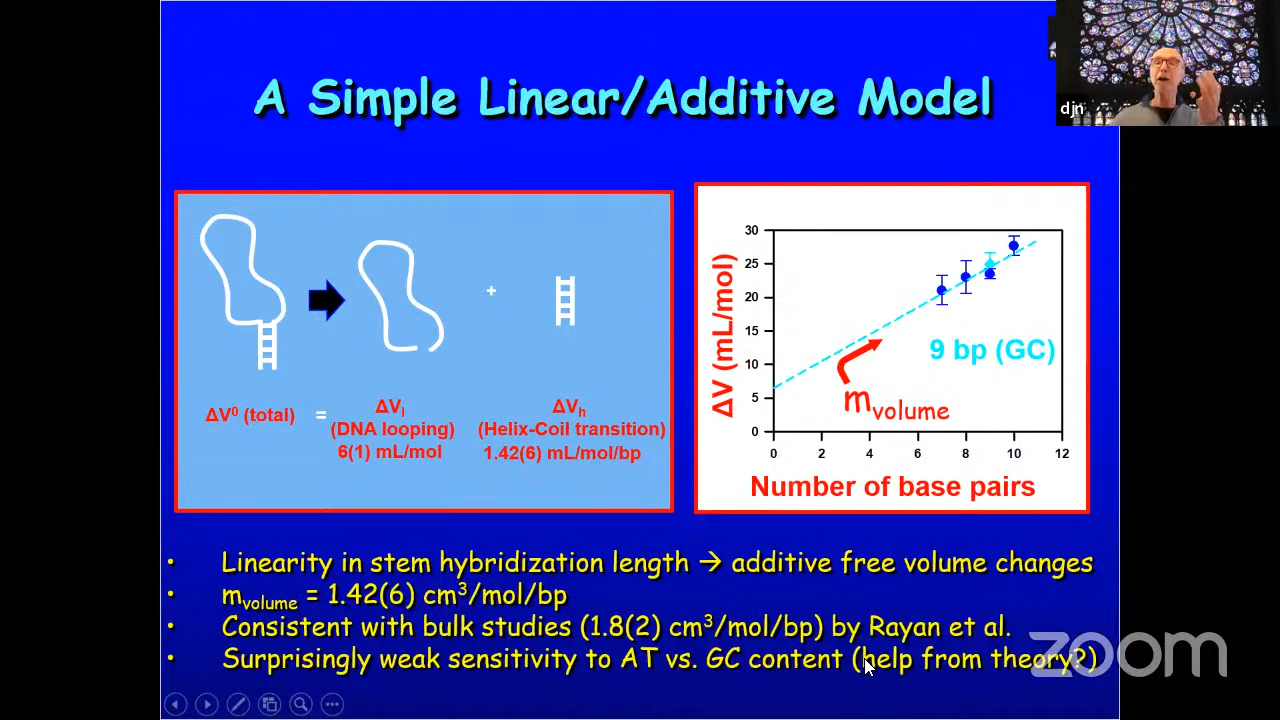 A Simple Linear/Additive Model
djn
+
ΔV⁰ (total) = ΔVₗ ΔVₕ
(DNA looping) (Helix-Coil transition)
6(1) mL/mol 1.42(6) mL/mol/bp
ΔV (mL/mol)
30
25
20
15
10
5
0
0 2 4 6 8 10 12
9 bp (GC)
m volume
Number of base pairs
• Linearity in stem hybridization length → additive free volume changes
• m volume = 1.42(6) cm³/mol/bp
• Consistent with bulk studies (1.8(2) cm³/mol/bp) by Rayan et al.
• Surprisingly weak sensitivity to AT vs. GC content (help from theory?)
zoom